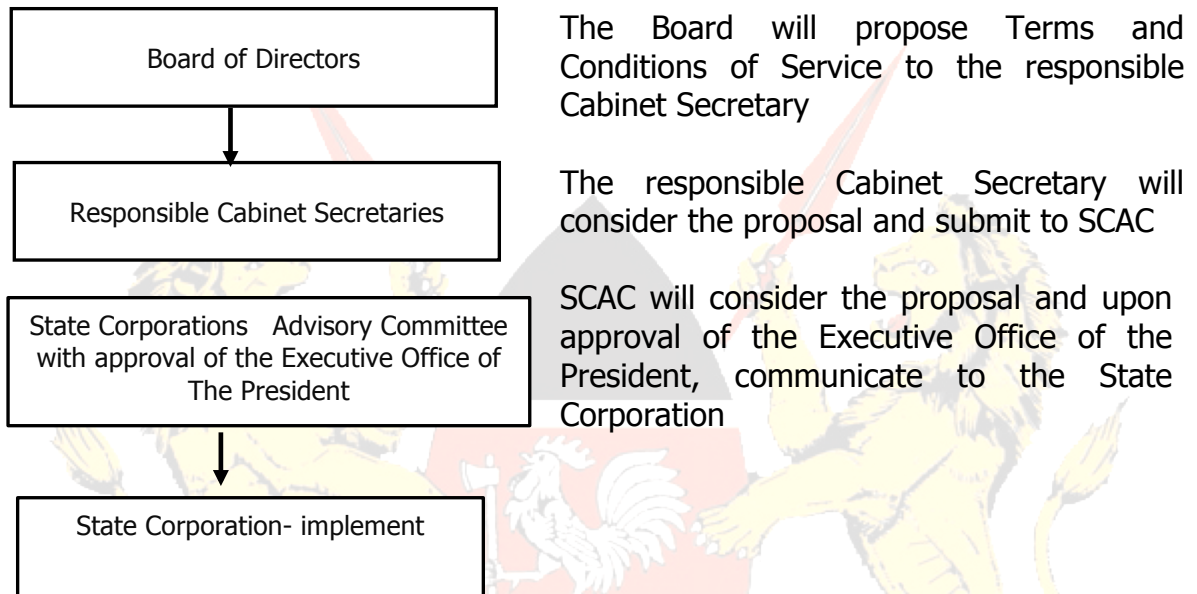 Board of Directors
The Board will propose Terms and
Conditions of Service to the responsible
Cabinet Secretary
Responsible Cabinet Secretaries
The responsible Cabinet Secretary will
consider the proposal and submit to SCAC
State Corporations Advisory Committee
with approval of the Executive Office of
The President
SCAC will consider the proposal and upon
approval of the Executive Office of the
President, communicate to the State
Corporation
State Corporation- implement